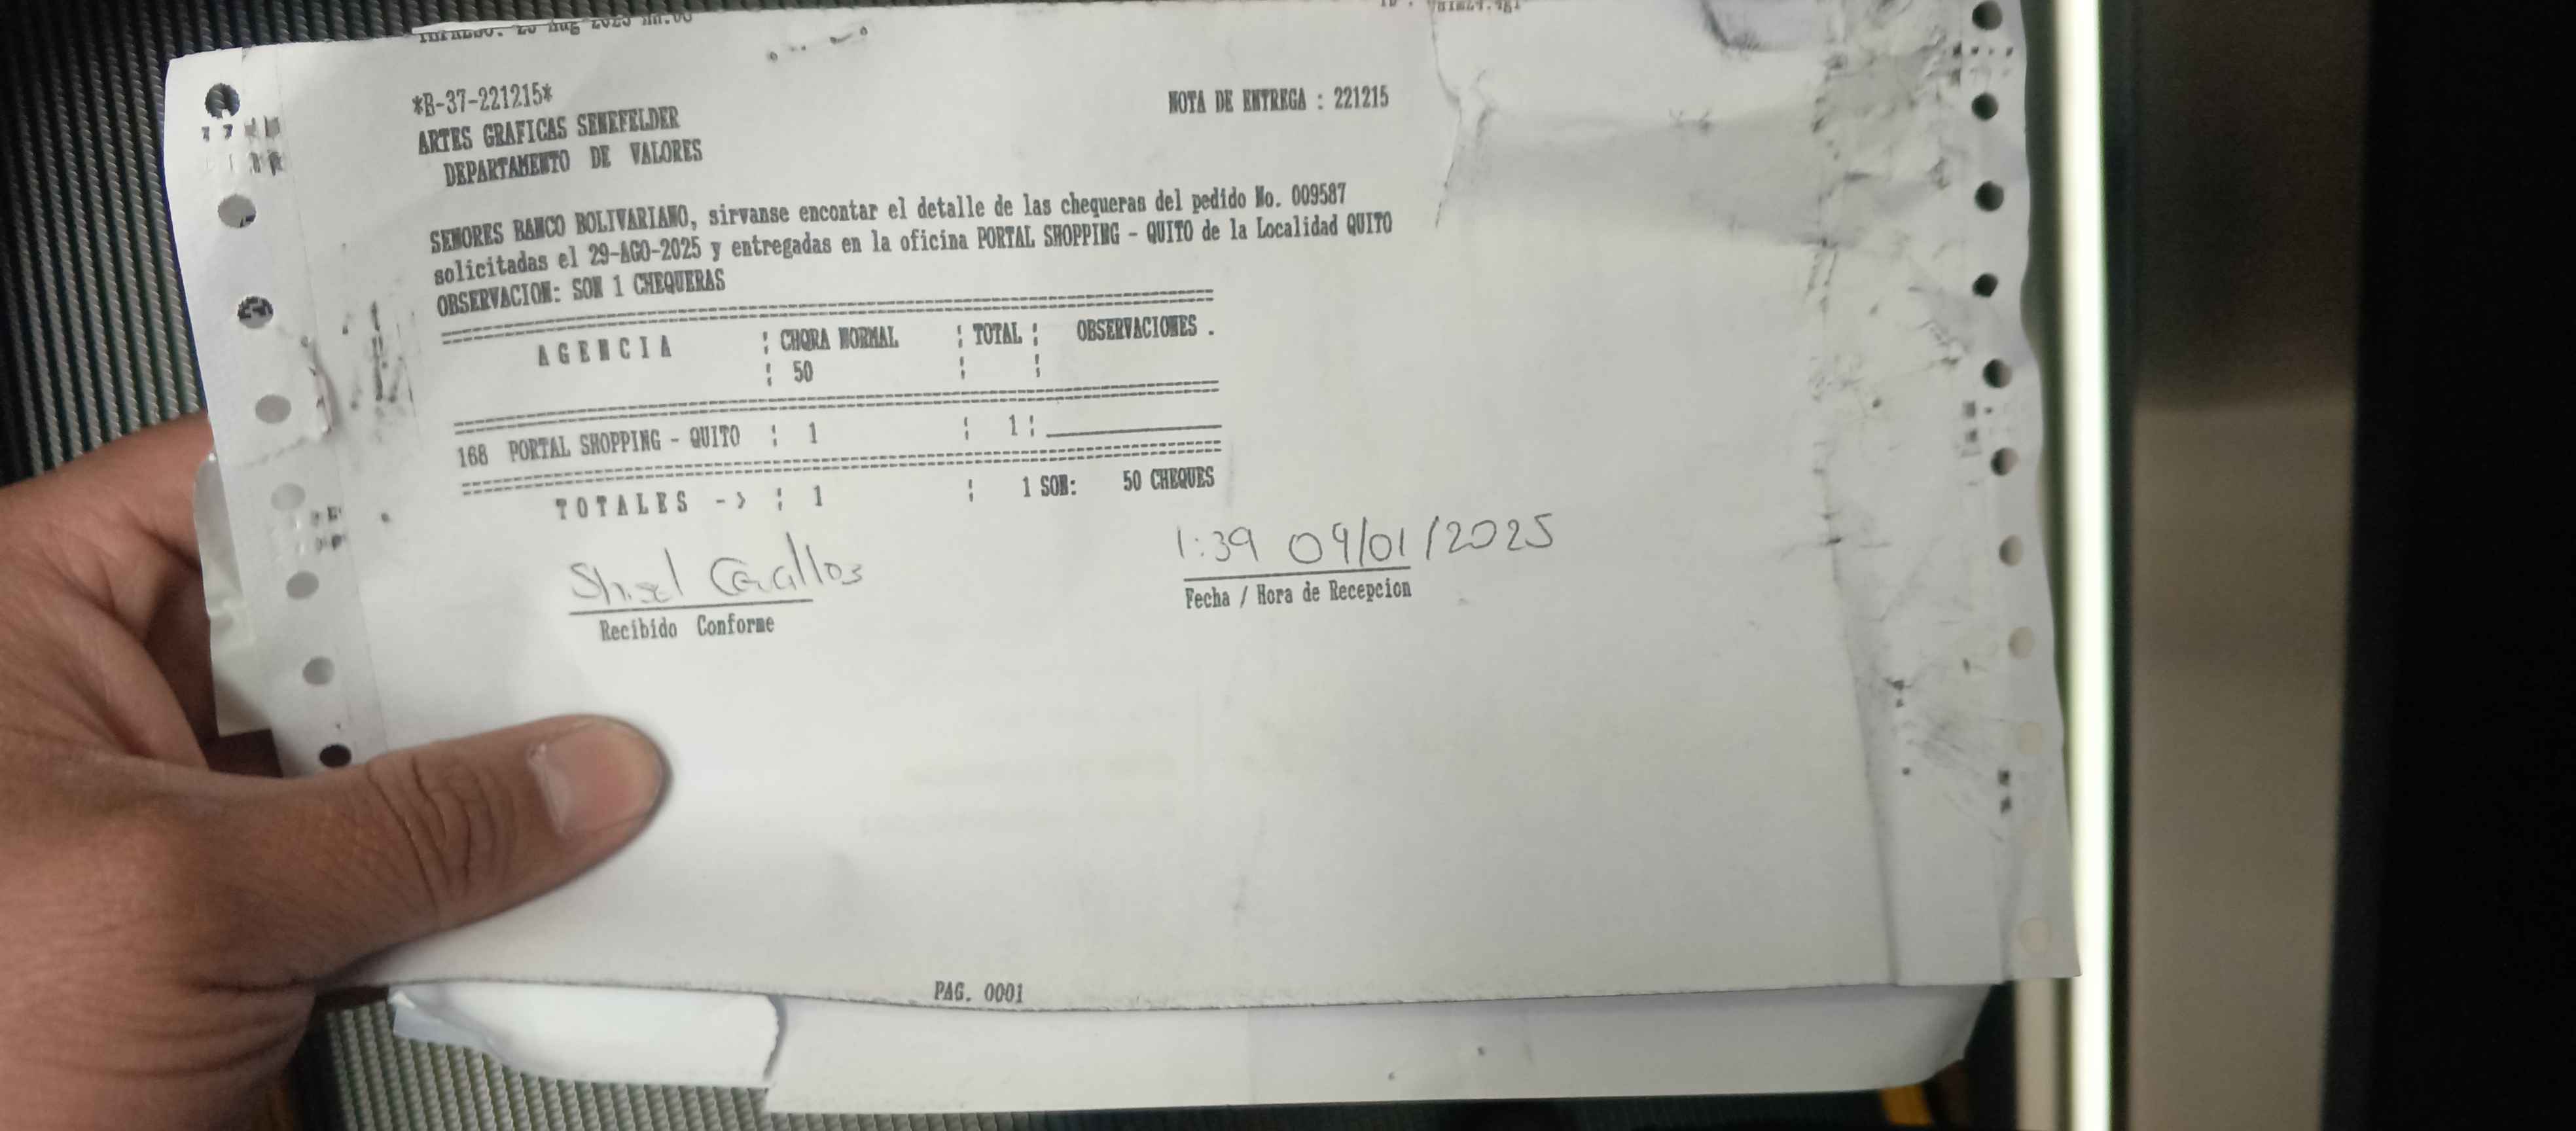 *B-37-221215*
NOTA DE ENTREGA : 221215
ARTES GRAFICAS SENEFELDER
DEPARTAMENTO DE VALORES
SENORES BANCO BOLIVARIANO, sirvanse encontar el detalle de las chequeras del pedido No. 009587
solicitadas el 29-AGO-2025 y entregadas en la oficina PORTAL SHOPPING - QUITO de la Localidad QUITO
OBSERVACION: SON 1 CHEQUERAS
A G E N C I A ¦ CHQRA NORMAL ¦ TOTAL ¦ OBSERVACIONES .
¦ 50 ¦ ¦
168 PORTAL SHOPPING - QUITO ¦ 1 ¦ 1 ¦
T O T A L E S - > ¦ 1 ¦ 1 SON: 50 CHEQUES
1:39 09/01/2025
Recibido Conforme
Fecha / Hora de Recepcion
PAG. 0001